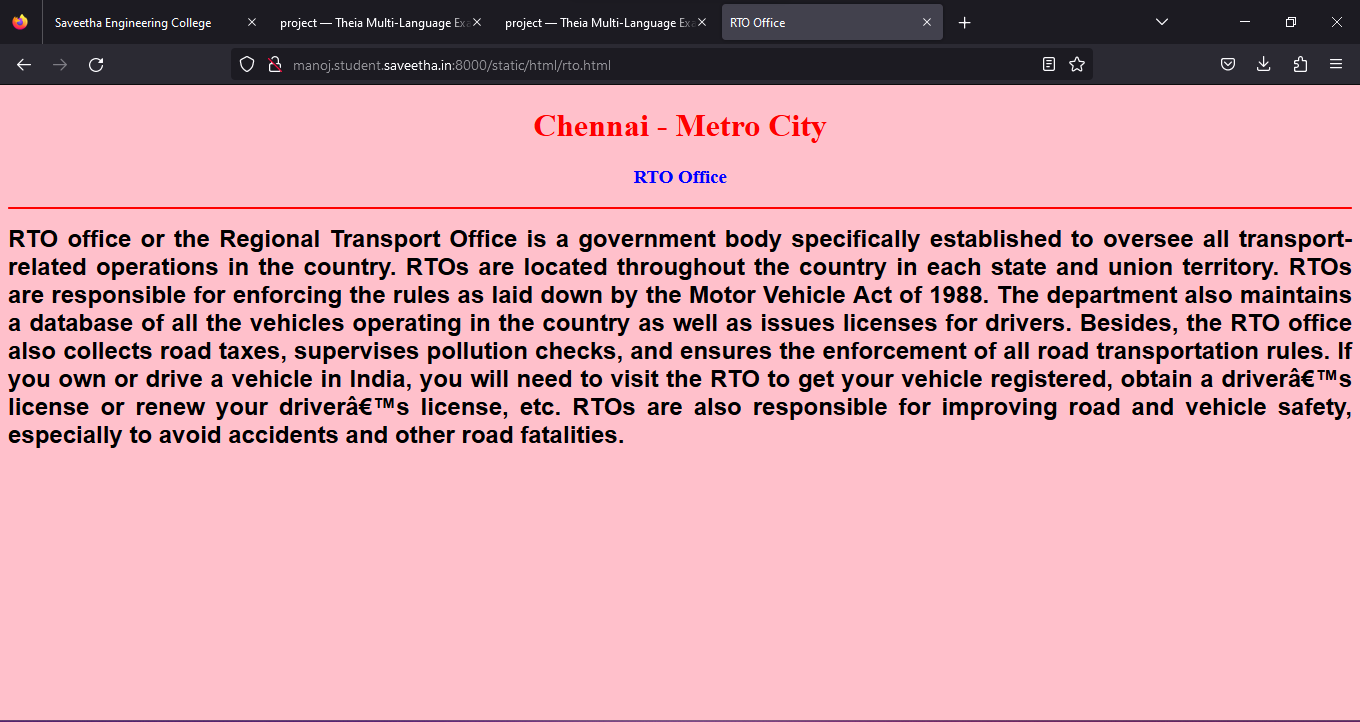 Saveetha Engineering College
project — Theia Multi-Language Exa
project — Theia Multi-Language Exa
RTO Office
manoj.student.saveetha.in:8000/static/html/rto.html
Chennai - Metro City
RTO Office
RTO office or the Regional Transport Office is a government body specifically established to oversee all transport-
related operations in the country. RTOs are located throughout the country in each state and union territory. RTOs
are responsible for enforcing the rules as laid down by the Motor Vehicle Act of 1988. The department also maintains
a database of all the vehicles operating in the country as well as issues licenses for drivers. Besides, the RTO office
also collects road taxes, supervises pollution checks, and ensures the enforcement of all road transportation rules. If
you own or drive a vehicle in India, you will need to visit the RTO to get your vehicle registered, obtain a driverâ€™s
license or renew your driverâ€™s license, etc. RTOs are also responsible for improving road and vehicle safety,
especially to avoid accidents and other road fatalities.